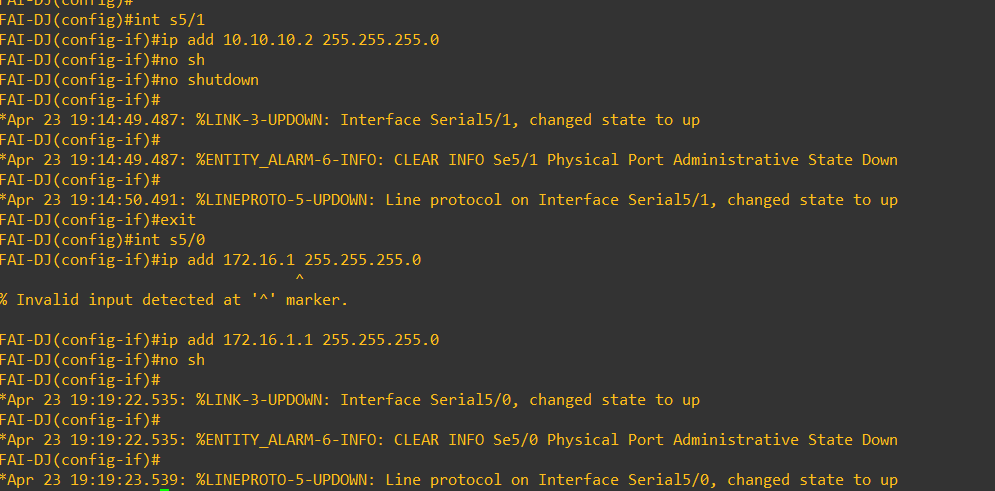 FAI-DJ(config)#
FAI-DJ(config)#int s5/1
FAI-DJ(config-if)#ip add 10.10.10.2 255.255.255.0
FAI-DJ(config-if)#no sh
FAI-DJ(config-if)#no shutdown
FAI-DJ(config-if)#
*Apr 23 19:14:49.487: %LINK-3-UPDOWN: Interface Serial5/1, changed state to up
FAI-DJ(config-if)#
*Apr 23 19:14:49.487: %ENTITY_ALARM-6-INFO: CLEAR INFO Se5/1 Physical Port Administrative State Down
FAI-DJ(config-if)#
*Apr 23 19:14:50.491: %LINEPROTO-5-UPDOWN: Line protocol on Interface Serial5/1, changed state to up
FAI-DJ(config-if)#exit
FAI-DJ(config)#int s5/0
FAI-DJ(config-if)#ip add 172.16.1 255.255.255.0
^
% Invalid input detected at '^' marker.
FAI-DJ(config-if)#ip add 172.16.1.1 255.255.255.0
FAI-DJ(config-if)#no sh
FAI-DJ(config-if)#
*Apr 23 19:19:22.535: %LINK-3-UPDOWN: Interface Serial5/0, changed state to up
FAI-DJ(config-if)#
*Apr 23 19:19:22.535: %ENTITY_ALARM-6-INFO: CLEAR INFO Se5/0 Physical Port Administrative State Down
FAI-DJ(config-if)#
*Apr 23 19:19:23.539: %LINEPROTO-5-UPDOWN: Line protocol on Interface Serial5/0, changed state to up